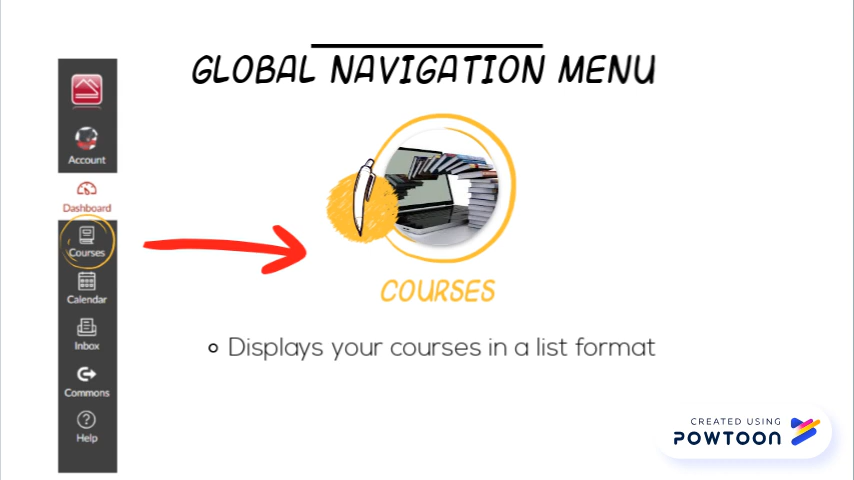 GLOBAL NAVIGATION MENU
Account
Dashboard
Courses
Calendar
Inbox
Commons
Help
COURSES
Displays your courses in a list format
CREATED USING
POWTOON